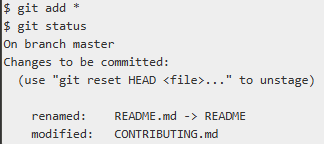 $ git add *
$ git status
On branch master
Changes to be committed:
  (use "git reset HEAD <file>..." to unstage)

    renamed:    README.md -> README
    modified:   CONTRIBUTING.md